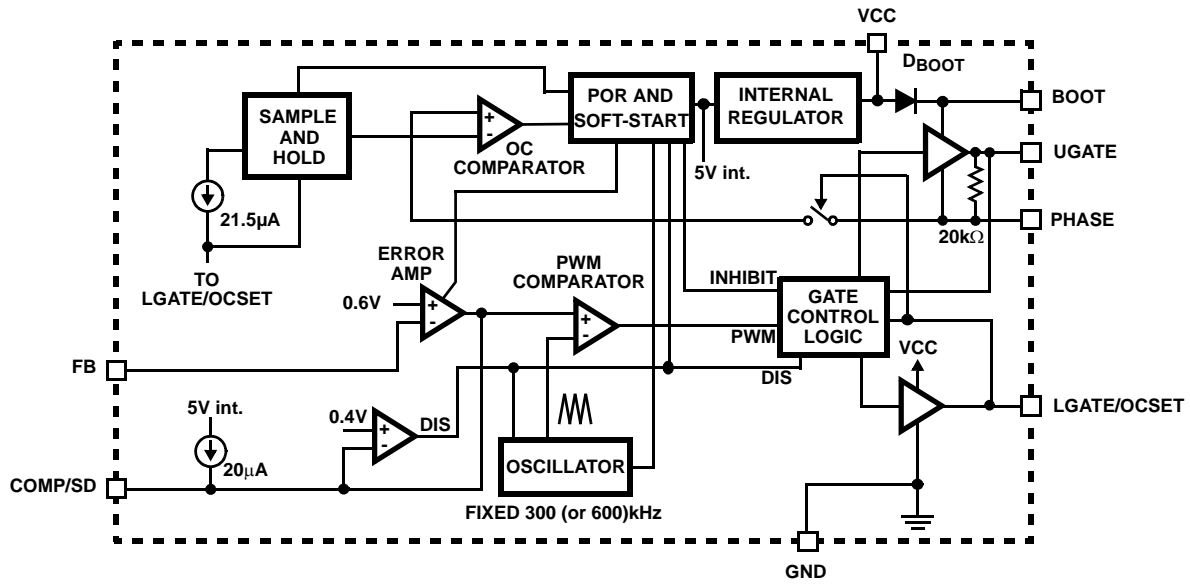 VCC
D_BOOT
BOOT
POR AND
SOFT-START
INTERNAL
REGULATOR
SAMPLE
AND
HOLD
+
-
OC
COMPARATOR
UGATE
5V int.
21.5µA
PHASE
20kΩ
TO
LGATE/OCSET
ERROR
AMP
PWM
COMPARATOR
INHIBIT
0.6V
+
-
+
-
GATE
CONTROL
LOGIC
PWM
VCC
FB
DIS
5V int.
0.4V
+
-
DIS
LGATE/OCSET
20µA
OSCILLATOR
COMP/SD
FIXED 300 (or 600)kHz
GND